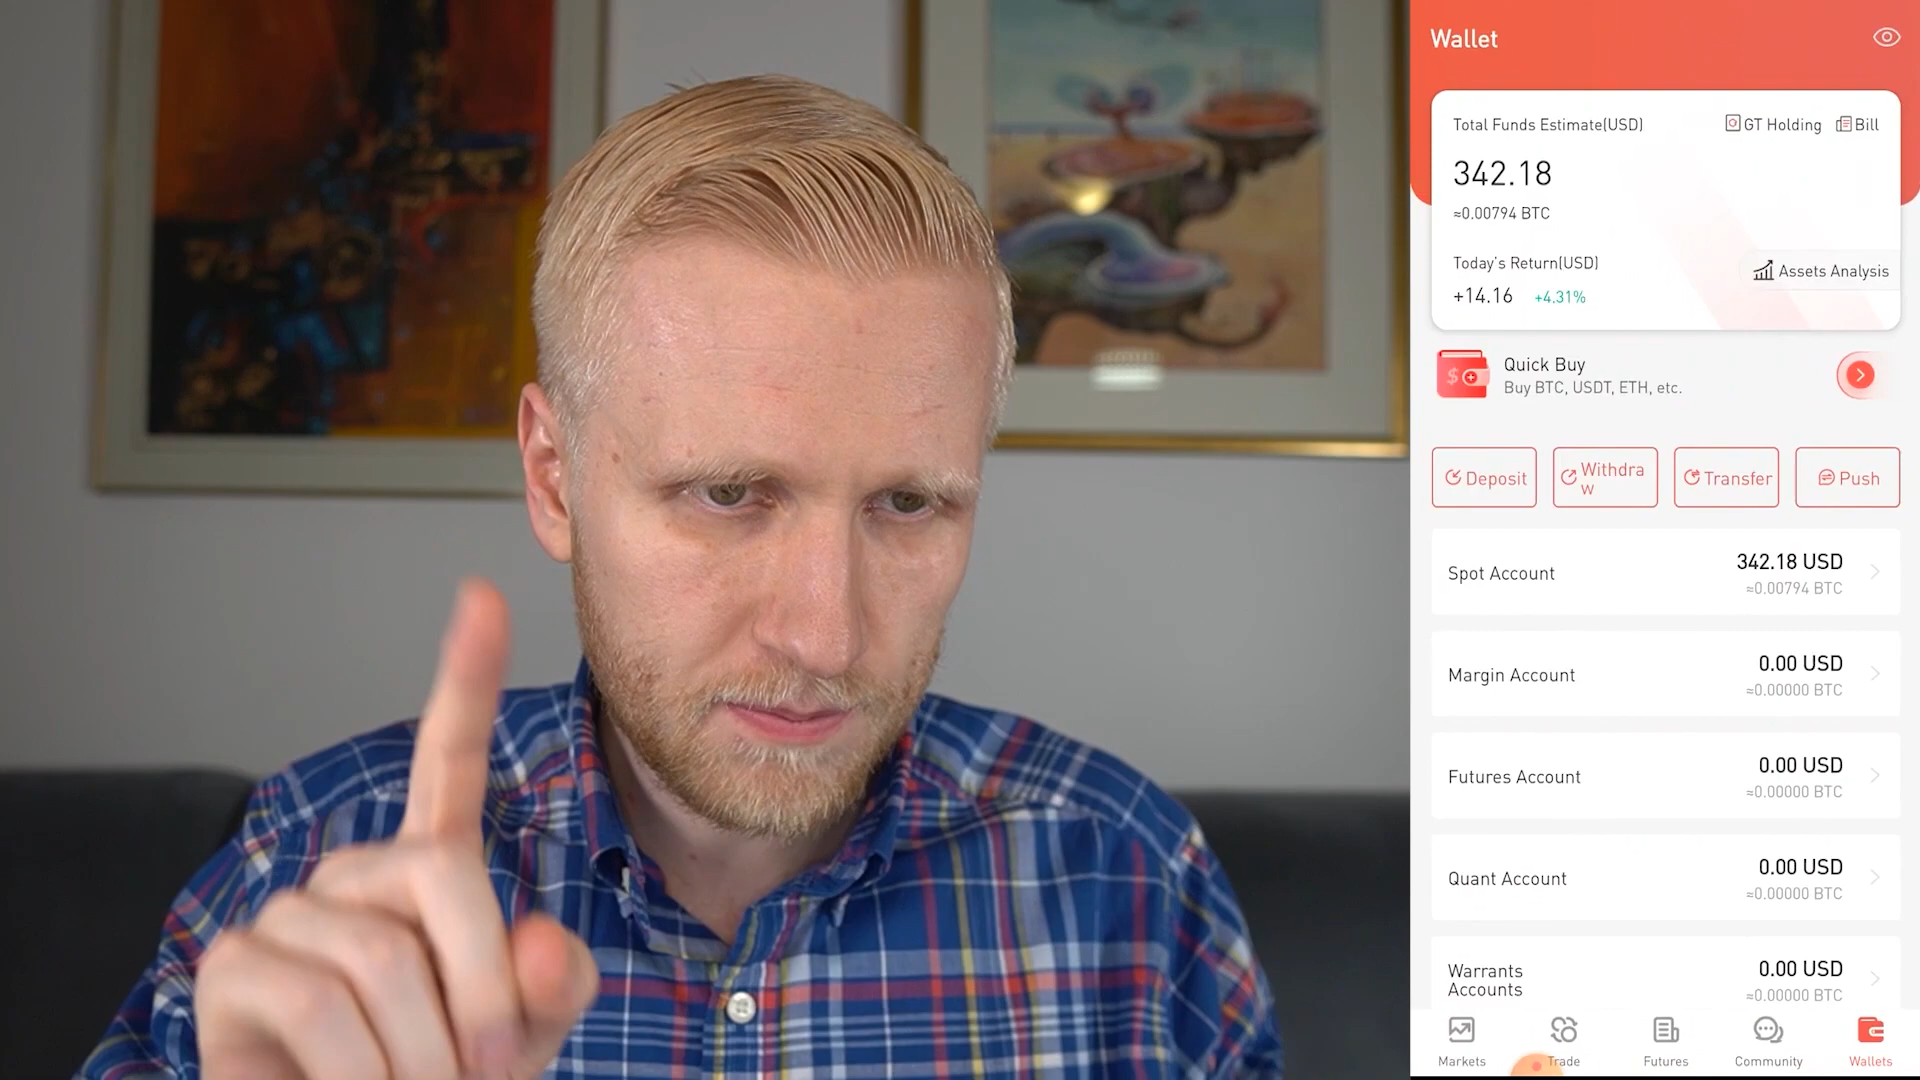 Wallet
Total Funds Estimate(USD)
GT Holding
Bill
342.18
≈0.00794 BTC
Today's Return(USD)
+14.16
+4.31%
Assets Analysis
Quick Buy
Buy BTC, USDT, ETH, etc.
Deposit
Withdra
w
Transfer
Push
Spot Account
342.18 USD
≈0.00794 BTC
Margin Account
0.00 USD
≈0.00000 BTC
Futures Account
0.00 USD
≈0.00000 BTC
Quant Account
0.00 USD
≈0.00000 BTC
Warrants
Accounts
0.00 USD
≈0.00000 BTC
Markets
Trade
Futures
Community
Wallets